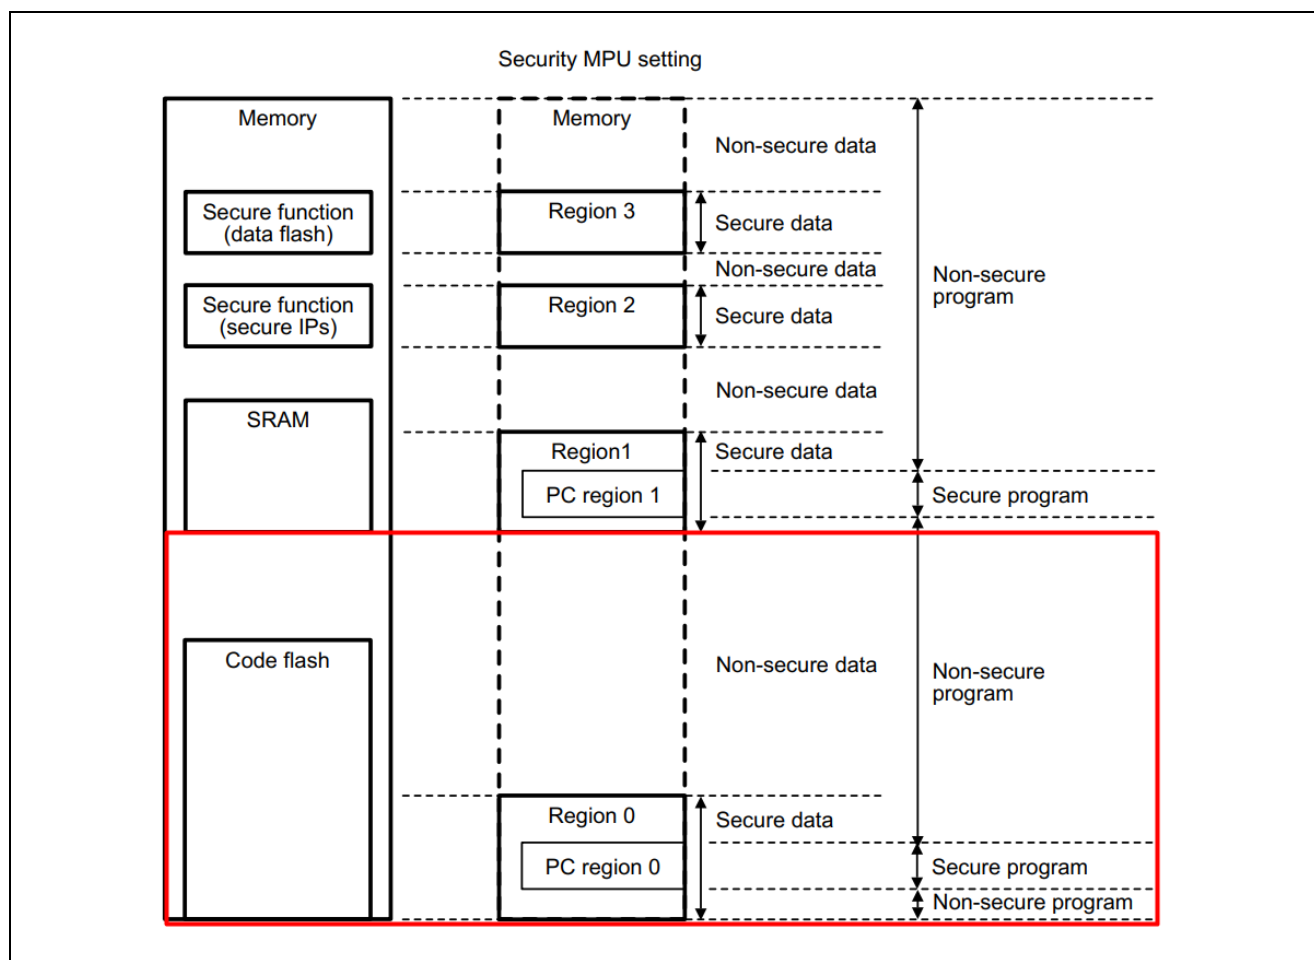 Security MPU setting
Memory
Memory
Non-secure data
Secure function
(data flash)
Region 3
Secure data
Non-secure data
Non-secure
program
Secure function
(secure IPs)
Region 2
Secure data
Non-secure data
SRAM
Region1
Secure data
PC region 1
Secure program
Code flash
Non-secure data
Non-secure
program
Region 0
Secure data
PC region 0
Secure program
Non-secure program